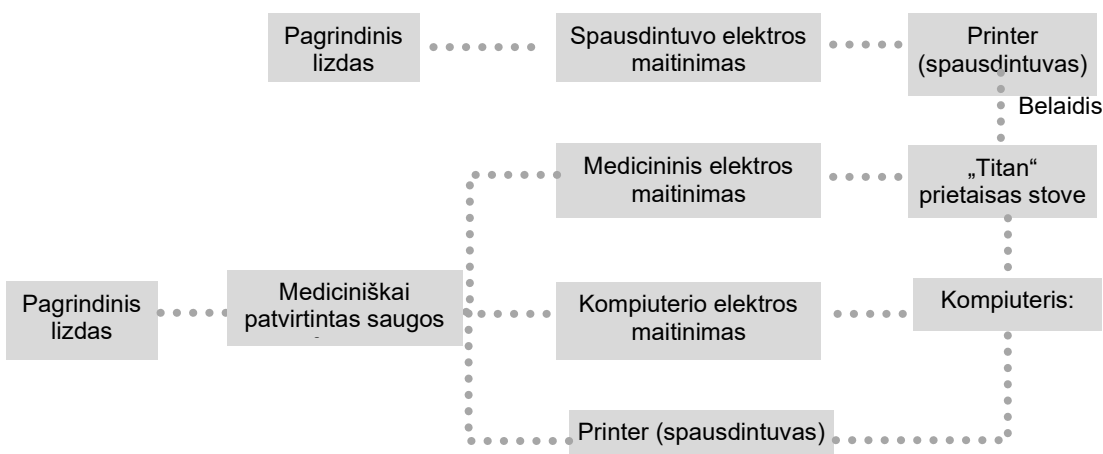 Pagrindinis
lizdas
Spausdintuvo elektros
maitinimas
Printer
(spausdintuvas)
Belaidis
Medicininis elektros
maitinimas
„Titan“
prietaisas stove
Pagrindinis
lizdas
Mediciniškai
patvirtintas saugos
Kompiuterio elektros
maitinimas
Kompiuteris:
Printer (spausdintuvas)